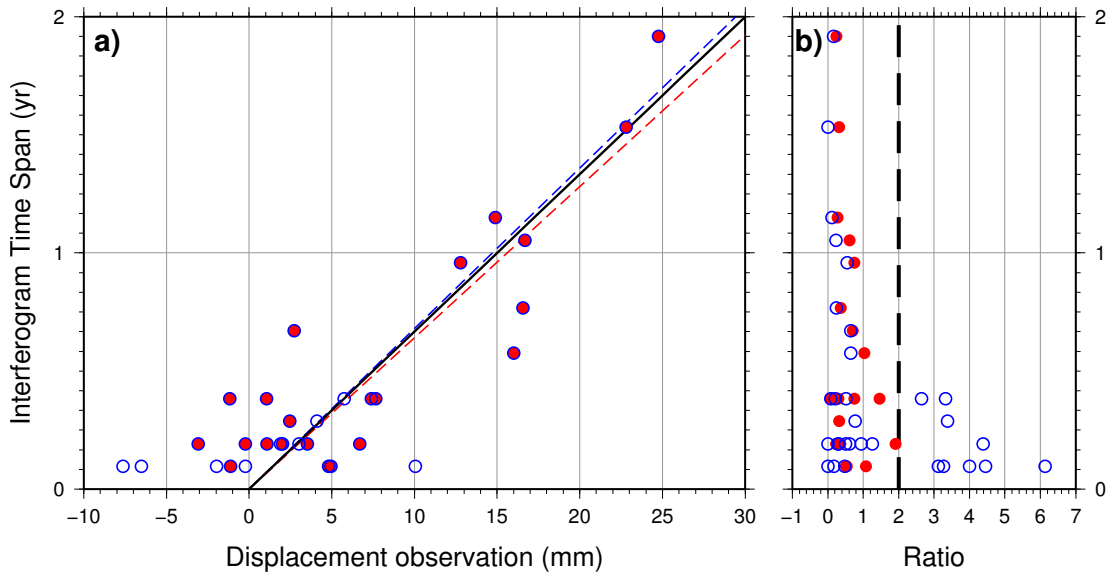 a)
b)
2
1
0
2
1
0
Interferogram Time Span (yr)
−10 −5 0 5 10 15 20 25 30
−1 0 1 2 3 4 5 6 7
Displacement observation (mm)
Ratio